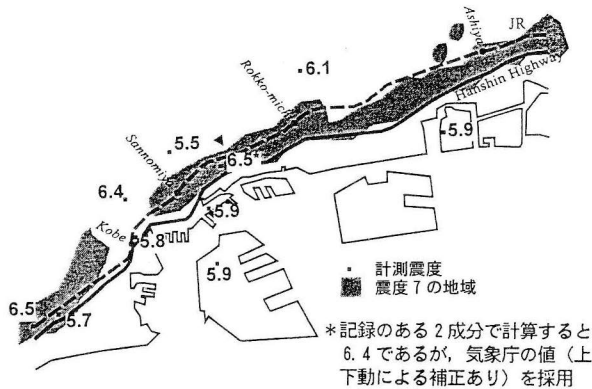 Ashiya
JR
Hanshin Highway
6.1
Rokko-mich
5.9
5.5
6.5*
Sannomiy
6.4
5.9
Kobe
5.8
5.9
6.5
5.7
計測震度
震度7の地域
*記録のある2成分で計算すると
6.4であるが，気象庁の値（上
下動による補正あり）を採用